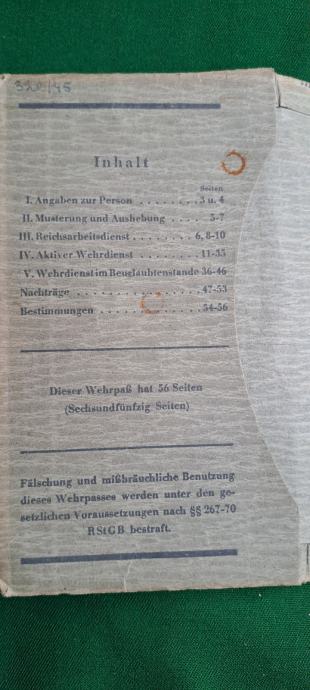 320/45
Inhalt
Seiten
I. Angaben zur Person . . . . . . . . 3 u. 4
II. Musterung und Aushebung . . . . 5-7
III. Reichsarbeitsdienst . . . . . . . . 6, 8-10
IV. Aktiver Wehrdienst . . . . . . . . 11-35
V. Wehrdienst im Beurlaubtenstande 36-46
Nachträge . . . . . . . . . . . . . . . 47-53
Bestimmungen . . . . . . . . . . . . 54-56
Dieser Wehrpaß hat 56 Seiten
(Sechsundfünfzig Seiten)
Fälschung und mißbräuchliche Benutzung
dieses Wehrpasses werden unter den ge-
setzlichen Voraussetzungen nach §§ 267-70
RStGB bestraft.